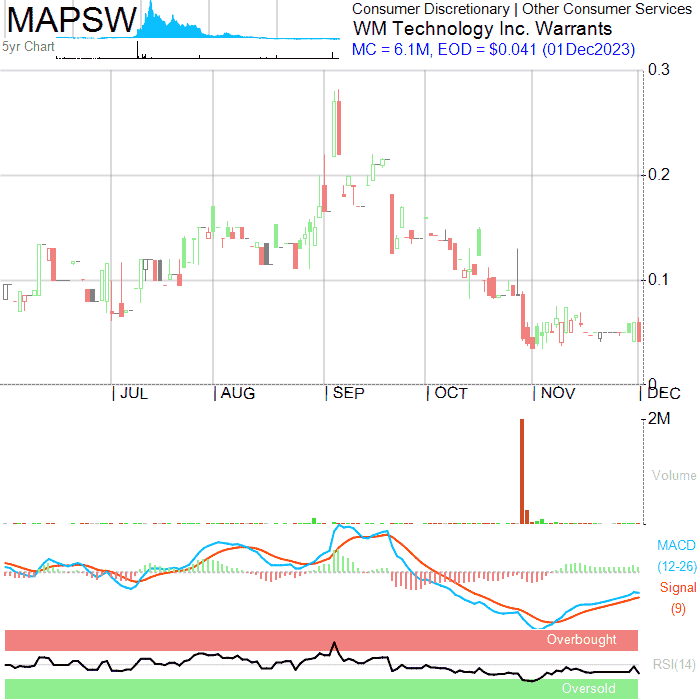 MAPSW
Consumer Discretionary | Other Consumer Services
WM Technology Inc. Warrants
5yr Chart
MC = 6.1M, EOD = $0.041 (01Dec2023)
0.3
0.2
0.1
0
| JUL | AUG | SEP | OCT | NOV | DEC
2M
Volume
MACD
(12-26)
Signal
(9)
Overbought
RSI(14)
Oversold